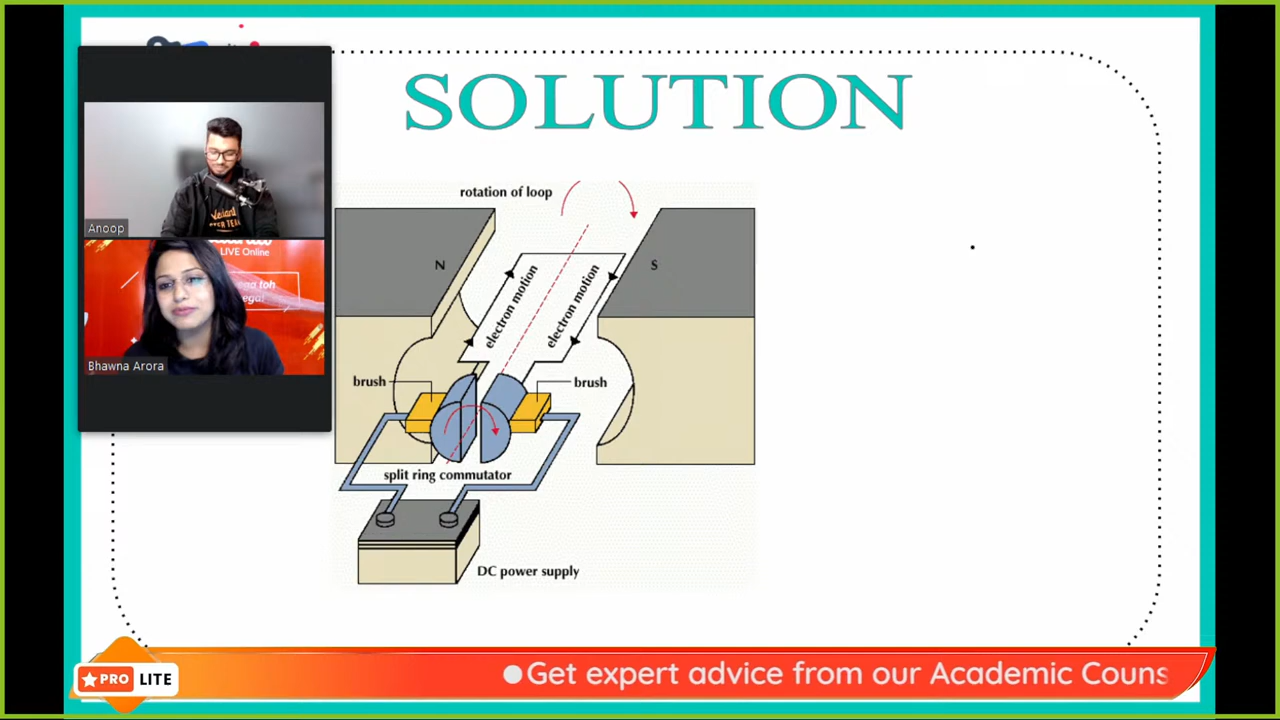 SOLUTION
rotation of loop
N
S
electron motion
electron motion
brush
brush
split ring commutator
DC power supply
Anoop
LIVE Online
Bhawna Arora
PRO LITE
Get expert advice from our Academic Couns